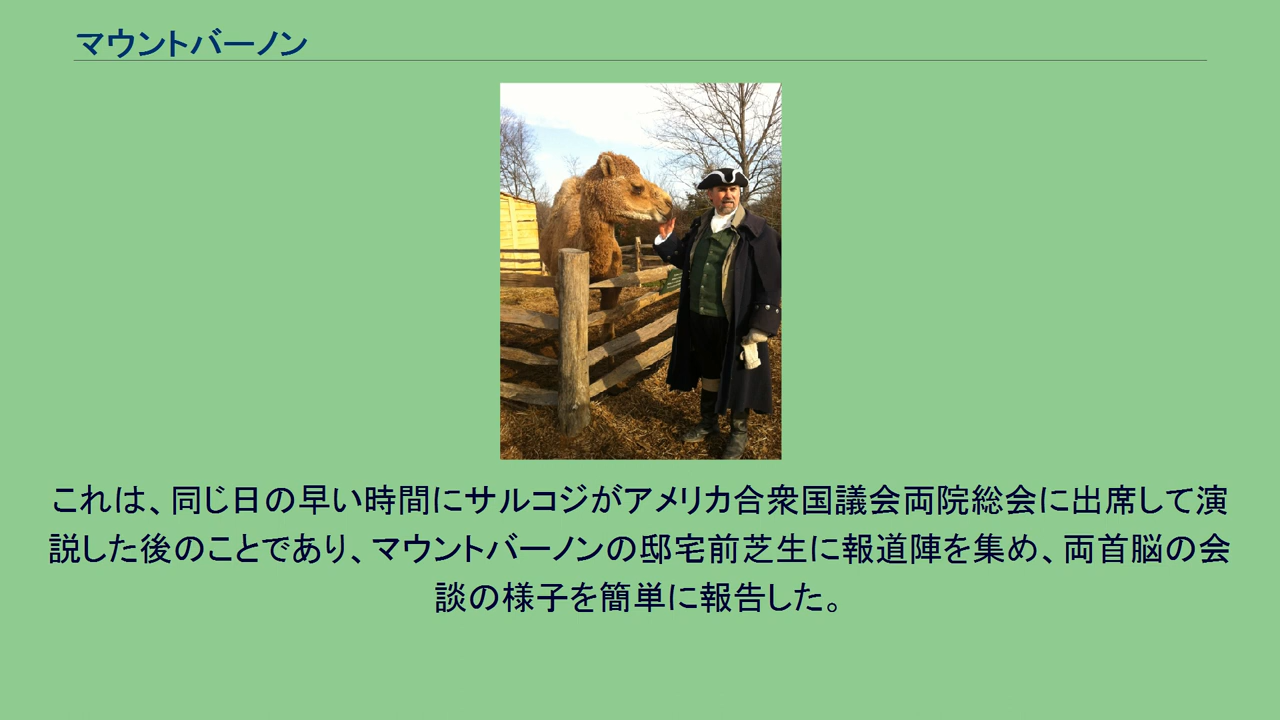 マウントバーノン
これは、同じ日の早い時間にサルコジがアメリカ合衆国議会両院総会に出席して演
説した後のことであり、マウントバーノンの邸宅前芝生に報道陣を集め、両首脳の会
談の様子を簡単に報告した。